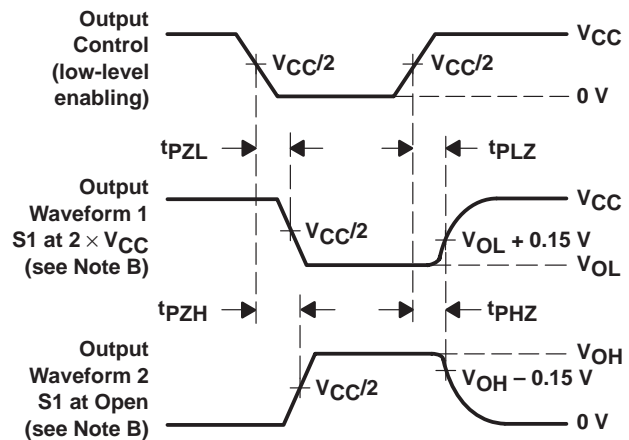 Output
Control
(low-level
enabling)
VCC/2
VCC/2
VCC
0 V
tPZL
tPLZ
Output
Waveform 1
S1 at 2 × VCC
(see Note B)
VCC/2
VCC
VOL + 0.15 V
VOL
tPZH
tPHZ
Output
Waveform 2
S1 at Open
(see Note B)
VCC/2
VOH
VOH − 0.15 V
0 V